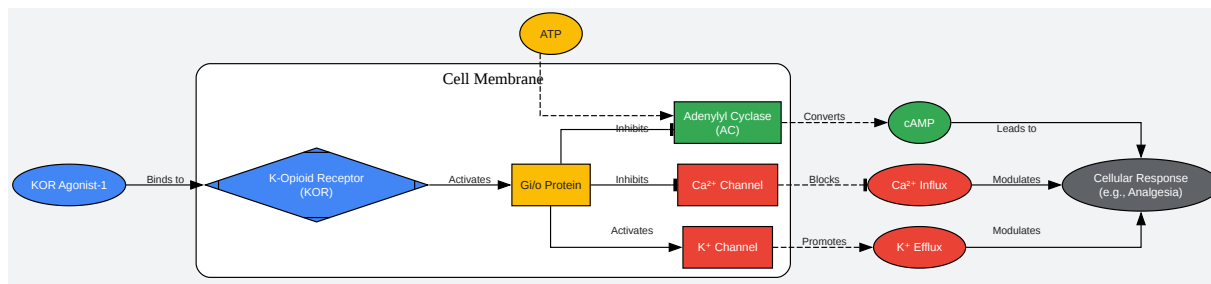 ATP
Cell Membrane
Adenylyl Cyclase
(AC)
Converts
cAMP
Inhibits
Leads to
KOR Agonist-1
Binds to
K-Opioid Receptor
(KOR)
Activates
Gi/o Protein
Inhibits
Ca²⁺ Channel
Blocks
Ca²⁺ Influx
Modulates
Cellular Response
(e.g., Analgesia)
Activates
K⁺ Channel
Promotes
K⁺ Efflux
Modulates